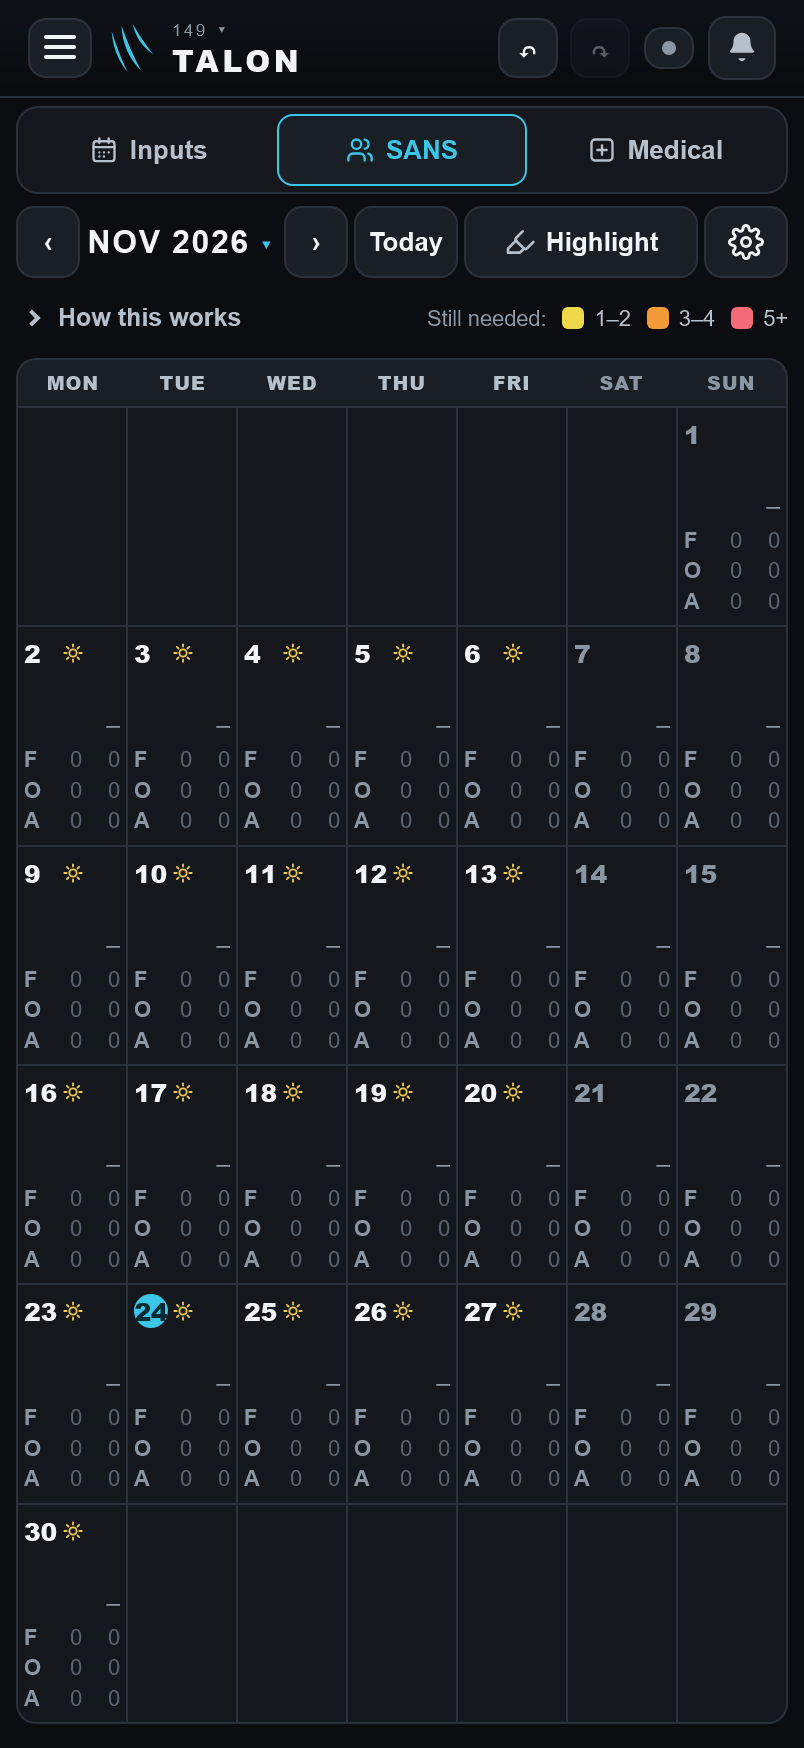 149 ▾
TALON
Inputs SANS Medical
‹ NOV 2026 ▾ › Today Highlight
How this works Still needed: 1–2 3–4 5+
MON TUE WED THU FRI SAT SUN
1
–
F 0 0
O 0 0
A 0 0
2 3 4 5 6 7 8
– – – – – – –
F 0 0 F 0 0 F 0 0 F 0 0 F 0 0 F 0 0 F 0 0
O 0 0 O 0 0 O 0 0 O 0 0 O 0 0 O 0 0 O 0 0
A 0 0 A 0 0 A 0 0 A 0 0 A 0 0 A 0 0 A 0 0
9 10 11 12 13 14 15
– – – – – – –
F 0 0 F 0 0 F 0 0 F 0 0 F 0 0 F 0 0 F 0 0
O 0 0 O 0 0 O 0 0 O 0 0 O 0 0 O 0 0 O 0 0
A 0 0 A 0 0 A 0 0 A 0 0 A 0 0 A 0 0 A 0 0
16 17 18 19 20 21 22
– – – – – – –
F 0 0 F 0 0 F 0 0 F 0 0 F 0 0 F 0 0 F 0 0
O 0 0 O 0 0 O 0 0 O 0 0 O 0 0 O 0 0 O 0 0
A 0 0 A 0 0 A 0 0 A 0 0 A 0 0 A 0 0 A 0 0
23 24 25 26 27 28 29
– – – – – – –
F 0 0 F 0 0 F 0 0 F 0 0 F 0 0 F 0 0 F 0 0
O 0 0 O 0 0 O 0 0 O 0 0 O 0 0 O 0 0 O 0 0
A 0 0 A 0 0 A 0 0 A 0 0 A 0 0 A 0 0 A 0 0
30
–
F 0 0
O 0 0
A 0 0